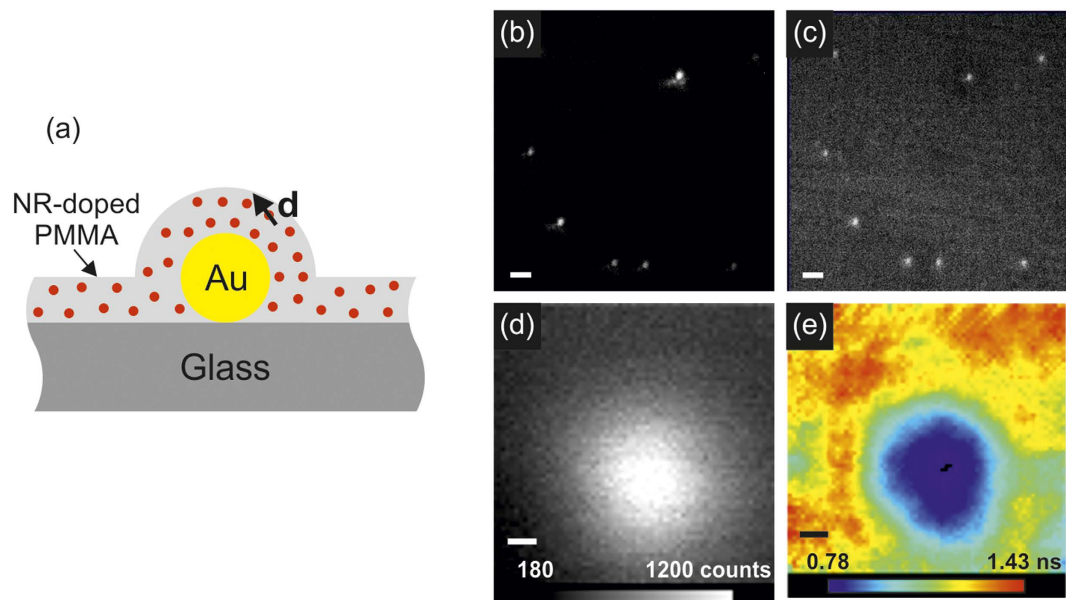 (a)
NR-doped
PMMA
d
Au
Glass
(b)
(c)
(d)
180
1200 counts
(e)
0.78
1.43 ns